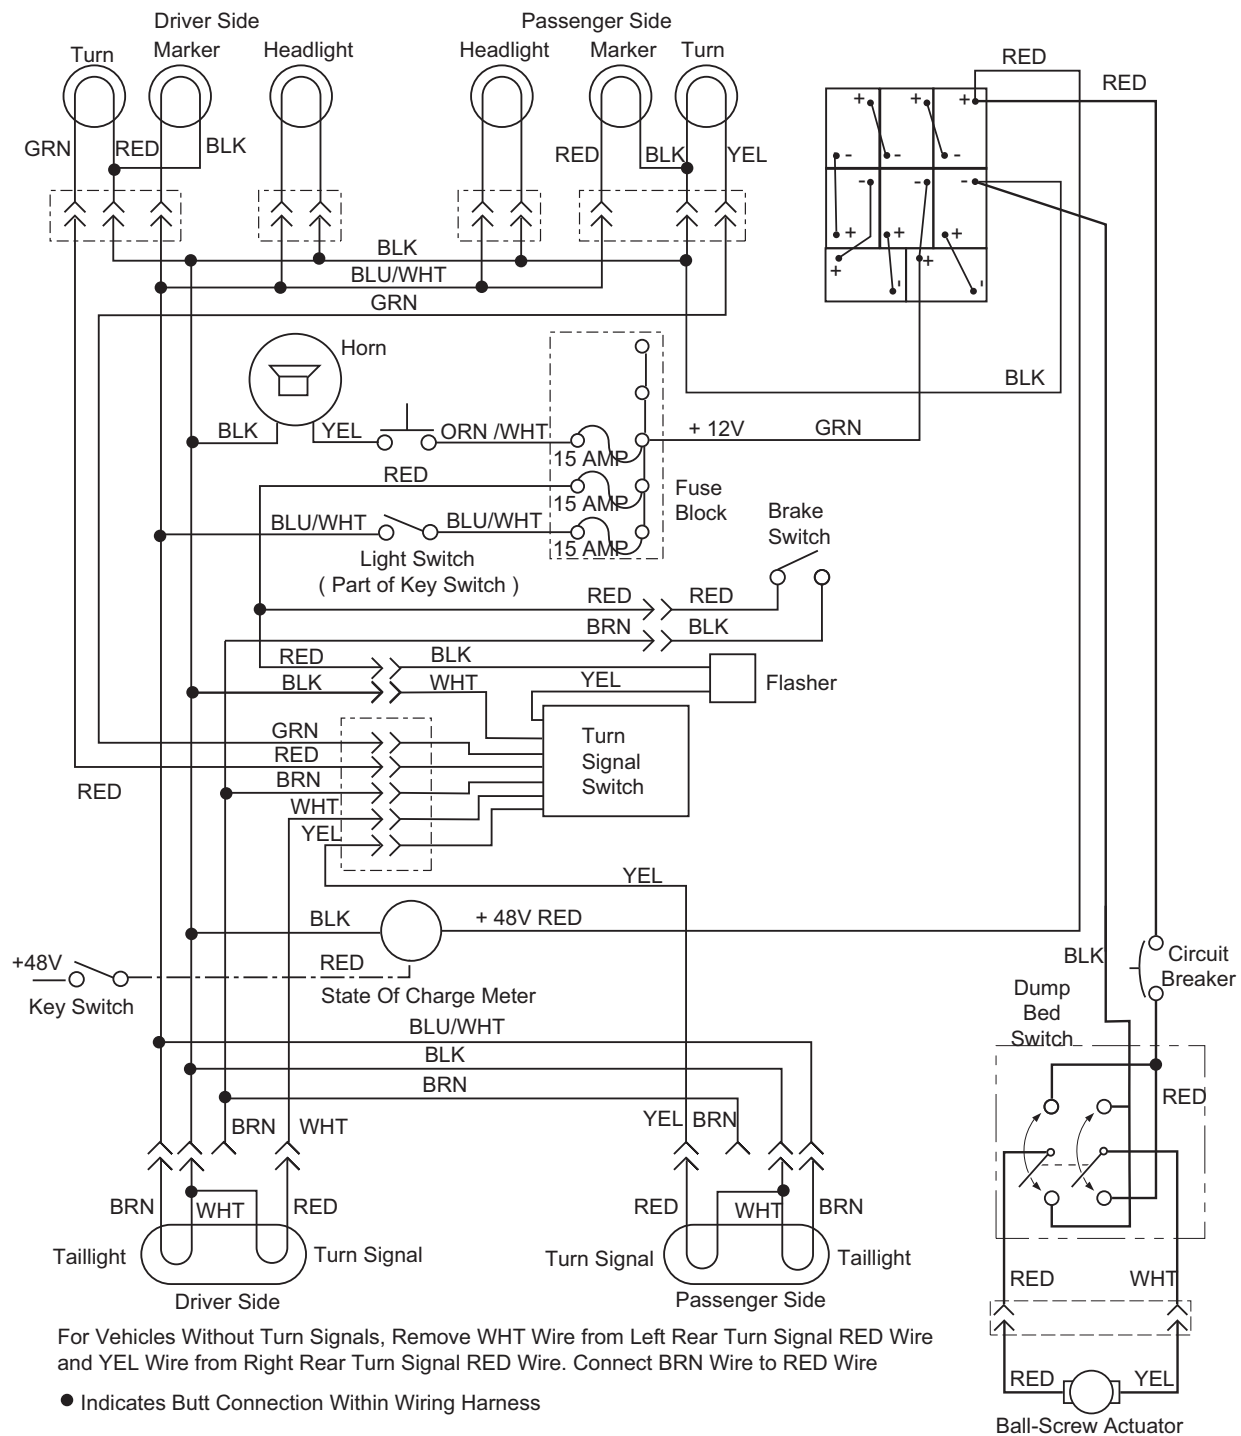 Driver Side
Passenger Side
Turn
Marker
Headlight
Headlight
Marker
Turn
RED
RED
GRN
RED
BLK
RED
BLK
YEL
+
+
+
-
-
-
-
-
-
+
+
+
+
+
-
-
BLK
BLU/WHT
GRN
Horn
BLK
BLK
YEL
ORN /WHT
+ 12V
GRN
15 AMP
RED
15 AMP
Fuse
Block
BLU/WHT
BLU/WHT
15 AMP
Brake
Switch
Light Switch
( Part of Key Switch )
RED
RED
BRN
BLK
RED
BLK
BLK
WHT
YEL
Flasher
GRN
RED
BRN
WHT
YEL
Turn
Signal
Switch
RED
YEL
BLK
+ 48V RED
+48V
RED
Key Switch
State Of Charge Meter
BLK
Circuit
Breaker
Dump
Bed
Switch
BLU/WHT
BLK
BRN
RED
BRN
WHT
YEL
BRN
BRN
WHT
RED
RED
WHT
BRN
Taillight
Turn Signal
Turn Signal
Taillight
Driver Side
Passenger Side
RED
WHT
For Vehicles Without Turn Signals, Remove WHT Wire from Left Rear Turn Signal RED Wire
and YEL Wire from Right Rear Turn Signal RED Wire. Connect BRN Wire to RED Wire
Indicates Butt Connection Within Wiring Harness
RED
YEL
Ball-Screw Actuator